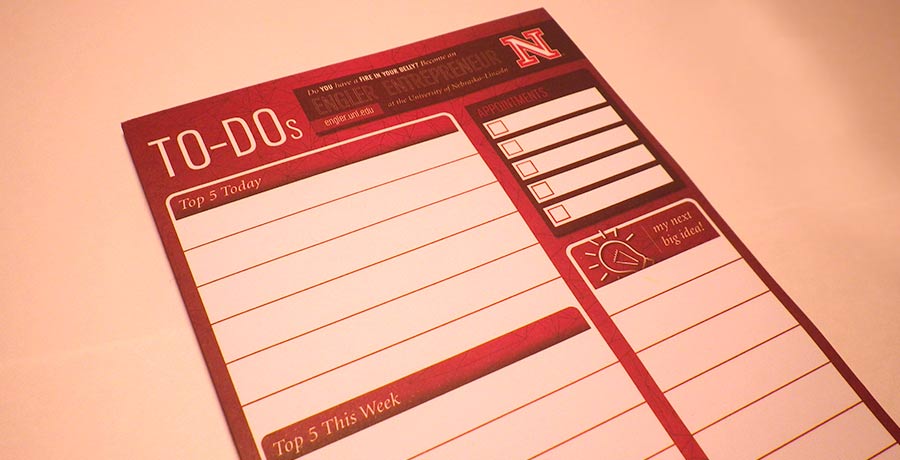 TO-DOs
Do YOU have a FIRE IN YOUR BELLY? Become an
ENGLER ENTREPRENEUR
engler.unl.edu
at the University of Nebraska-Lincoln
N
Top 5 Today
APPOINTMENTS
my next
big idea!
Top 5 This Week